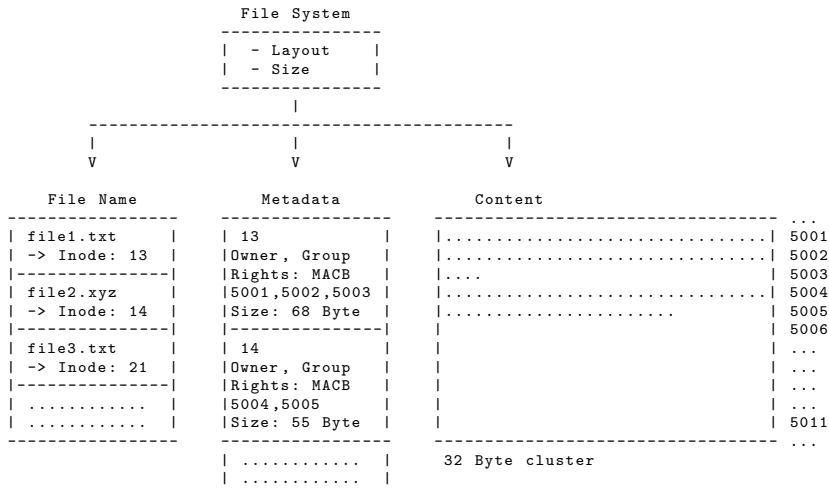 File System
----------------
|  - Layout    |
|  - Size      |
----------------
|
------------------------------------------
|                   |                    |
V                   V                    V
File Name            Metadata             Content
-----------------    -----------------    ---------------------------------- ...
| file1.txt     |    | 13            |    |................................| 5001
| -> Inode: 13  |    |Owner, Group   |    |................................| 5002
|---------------|    |Rights: MACB   |    |....                            | 5003
| file2.xyz     |    |5001,5002,5003 |    |................................| 5004
| -> Inode: 14  |    |Size: 68 Byte  |    |.......................         | 5005
|---------------|    |---------------|    |                                | 5006
| file3.txt     |    | 14            |    |                                | ...
| -> Inode: 21  |    |Owner, Group   |    |                                | ...
|---------------|    |Rights: MACB   |    |                                | ...
| ............  |    |5004,5005      |    |                                | ...
| ............  |    |Size: 55 Byte  |    |                                | 5011
-----------------    -----------------    ---------------------------------- ...
| ............  |     32 Byte cluster
| ............  |